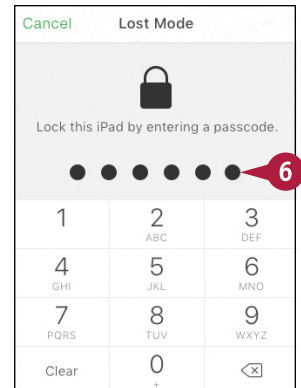 Cancel Lost Mode
Lock this iPad by entering a passcode.
6
1 2 3
ABC DEF
4 5 6
GHI JKL MNO
7 8 9
PQRS TUV WXYZ
Clear 0
+